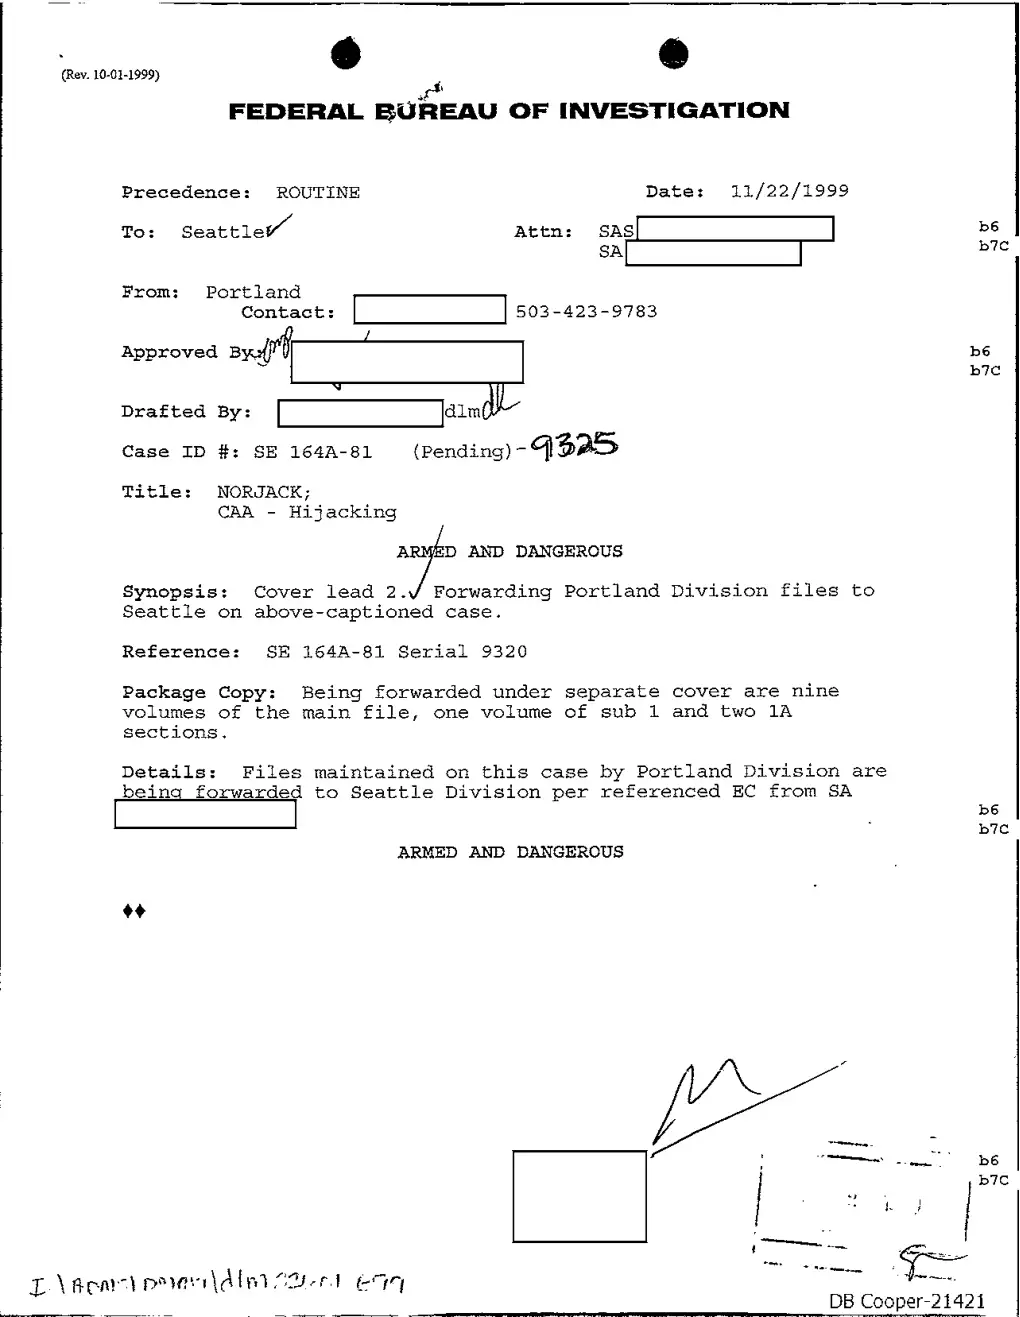 (Rev. 10-01-1999)
FEDERAL BUREAU OF INVESTIGATION
Precedence: ROUTINE Date: 11/22/1999
To: Seattle Attn: SAS
b6
SA
b7C
From: Portland
Contact: 503-423-9783
Approved By:
b6
b7C
Drafted By: dlm
Case ID #: SE 164A-81 (Pending)-9325
Title: NORJACK;
CAA - Hijacking
ARMED AND DANGEROUS
Synopsis: Cover lead 2. Forwarding Portland Division files to
Seattle on above-captioned case.
Reference: SE 164A-81 Serial 9320
Package Copy: Being forwarded under separate cover are nine
volumes of the main file, one volume of sub 1 and two 1A
sections.
Details: Files maintained on this case by Portland Division are
being forwarded to Seattle Division per referenced EC from SA
b6
b7C
ARMED AND DANGEROUS
♦♦
b6
b7C
DB Cooper-21421